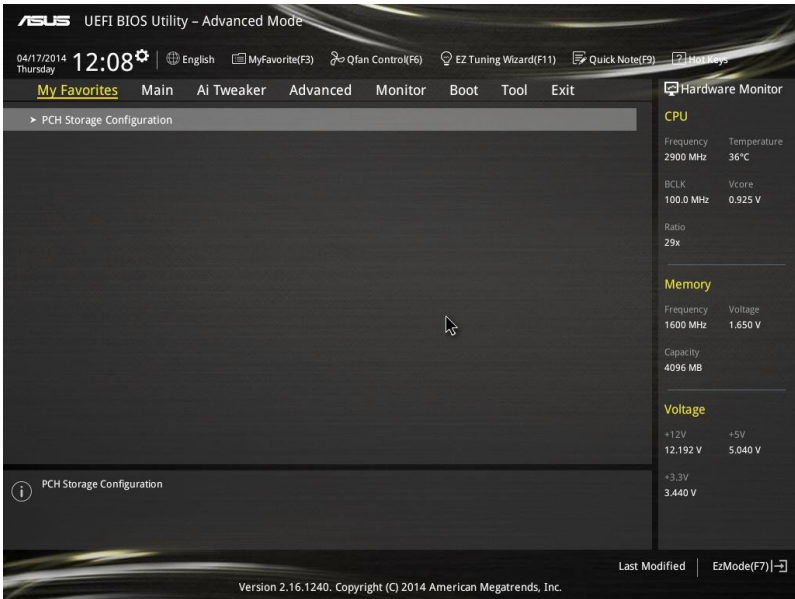 ASUS UEFI BIOS Utility – Advanced Mode
04/17/2014
Thursday
12:08
English
MyFavorite(F3)
Qfan Control(F6)
EZ Tuning Wizard(F11)
Quick Note(F9)
? Hot Keys
My Favorites Main Ai Tweaker Advanced Monitor Boot Tool Exit
Hardware Monitor
➤ PCH Storage Configuration
CPU
Frequency Temperature
2900 MHz 36°C
BCLK Vcore
100.0 MHz 0.925 V
Ratio
29x
Memory
Frequency Voltage
1600 MHz 1.650 V
Capacity
4096 MB
Voltage
+12V +5V
12.192 V 5.040 V
+3.3V
3.440 V
i PCH Storage Configuration
Last Modified
EzMode(F7)
Version 2.16.1240. Copyright (C) 2014 American Megatrends, Inc.